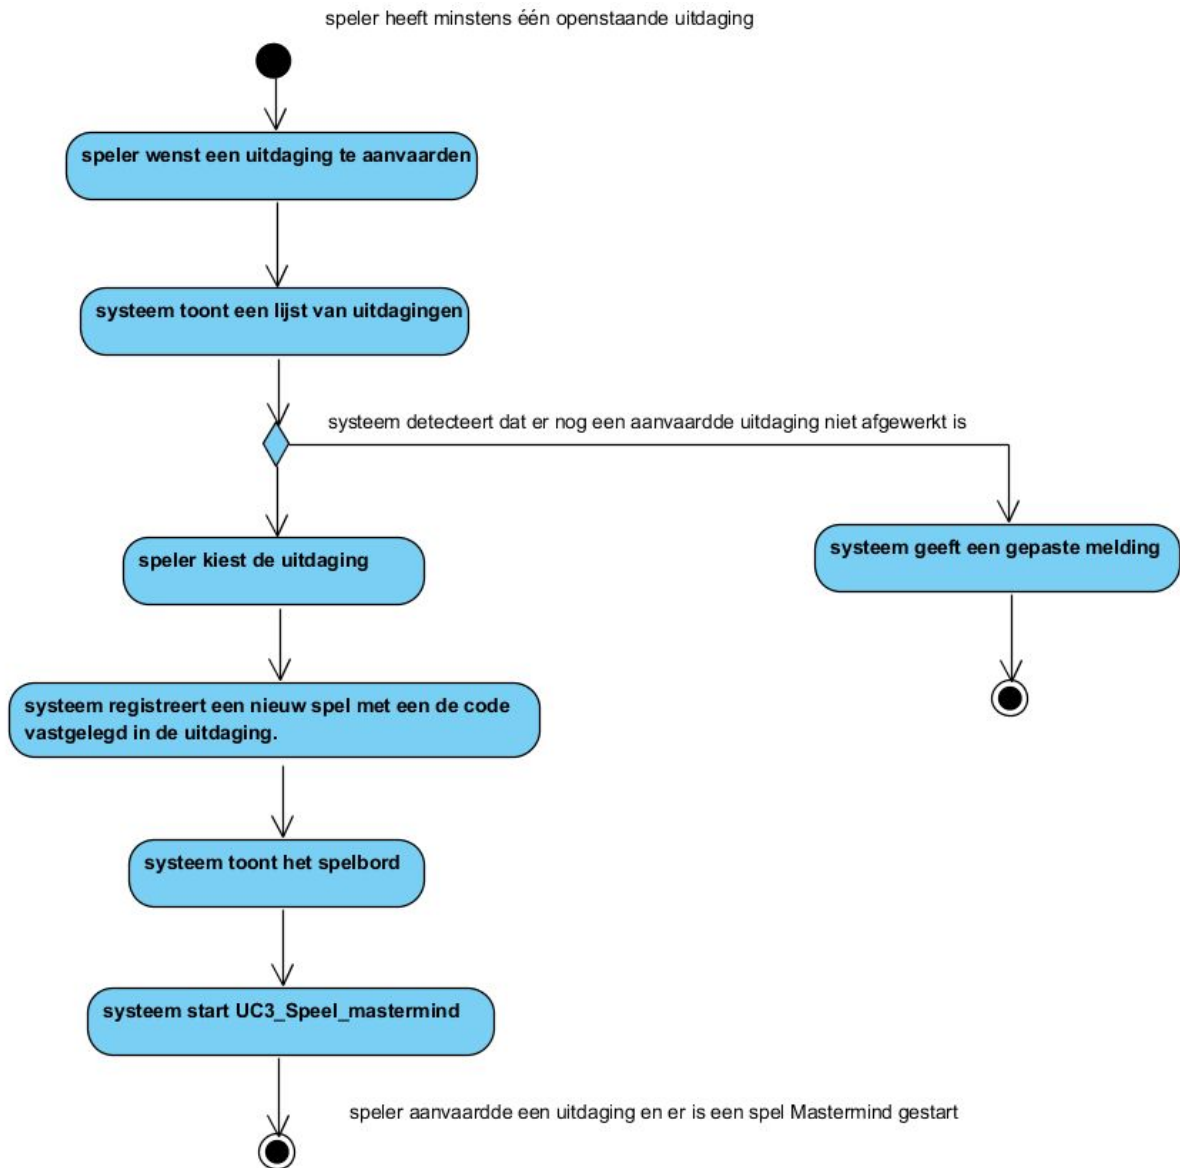 speler heeft minstens één openstaande uitdaging
speler wenst een uitdaging te aanvaarden
systeem toont een lijst van uitdagingen
systeem detecteert dat er nog een aanvaardde uitdaging niet afgewerkt is
speler kiest de uitdaging
systeem geeft een gepaste melding
systeem registreert een nieuw spel met een de code
vastgelegd in de uitdaging.
systeem toont het spelbord
systeem start UC3_Speel_mastermind
speler aanvaardde een uitdaging en er is een spel Mastermind gestart